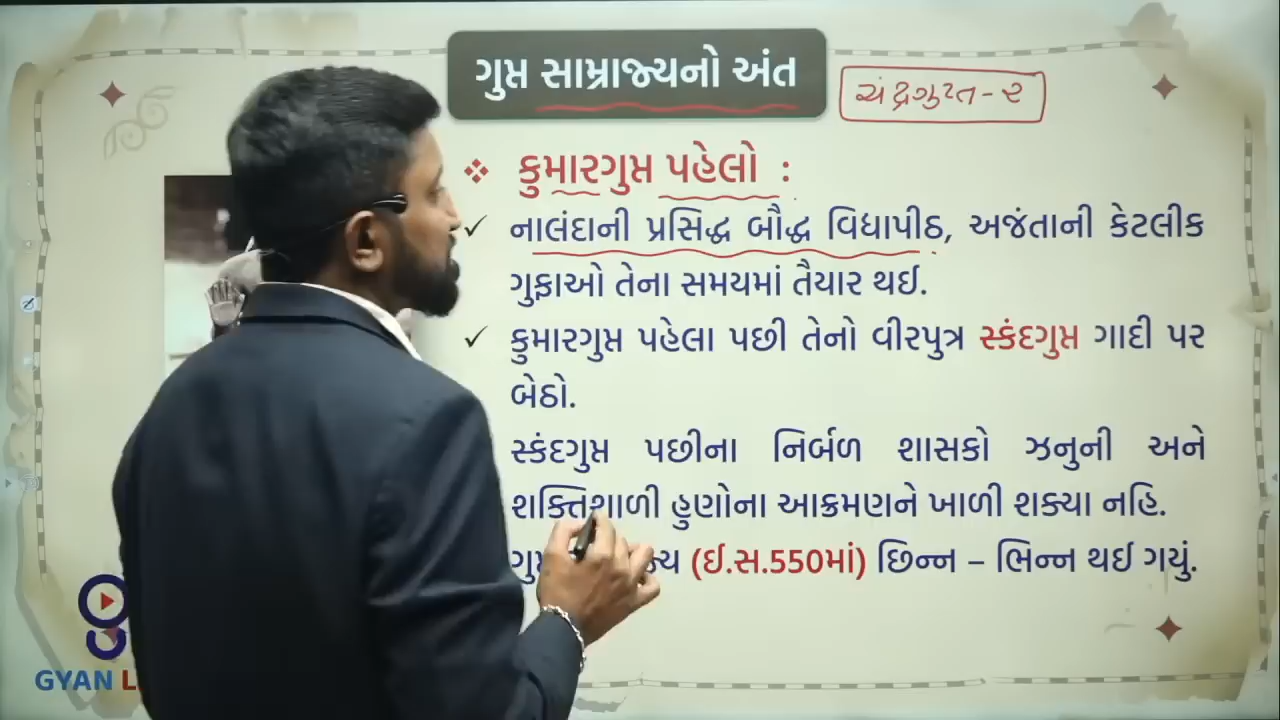 ગુપ્ત સામ્રાજ્યનો અંત
ચંદ્રગુપ્ત-૨
કુમારગુપ્ત પહેલો :
નાલંદાની પ્રસિદ્ધ બૌદ્ધ વિદ્યાપીઠ, અજંતાની કેટલીક
ગુફાઓ તેના સમયમાં તૈયાર થઈ.
કુમારગુપ્ત પહેલા પછી તેનો વીરપુત્ર સ્કંદગુપ્ત ગાદી પર
બેઠો.
સ્કંદગુપ્ત પછીના નિર્બળ શાસકો ઝનુની અને
શક્તિશાળી હુણોના આક્રમણને ખાળી શક્યા નહિ.
(ઈ.સ.550માં) છિન્ન – ભિન્ન થઈ ગયું.
GYAN